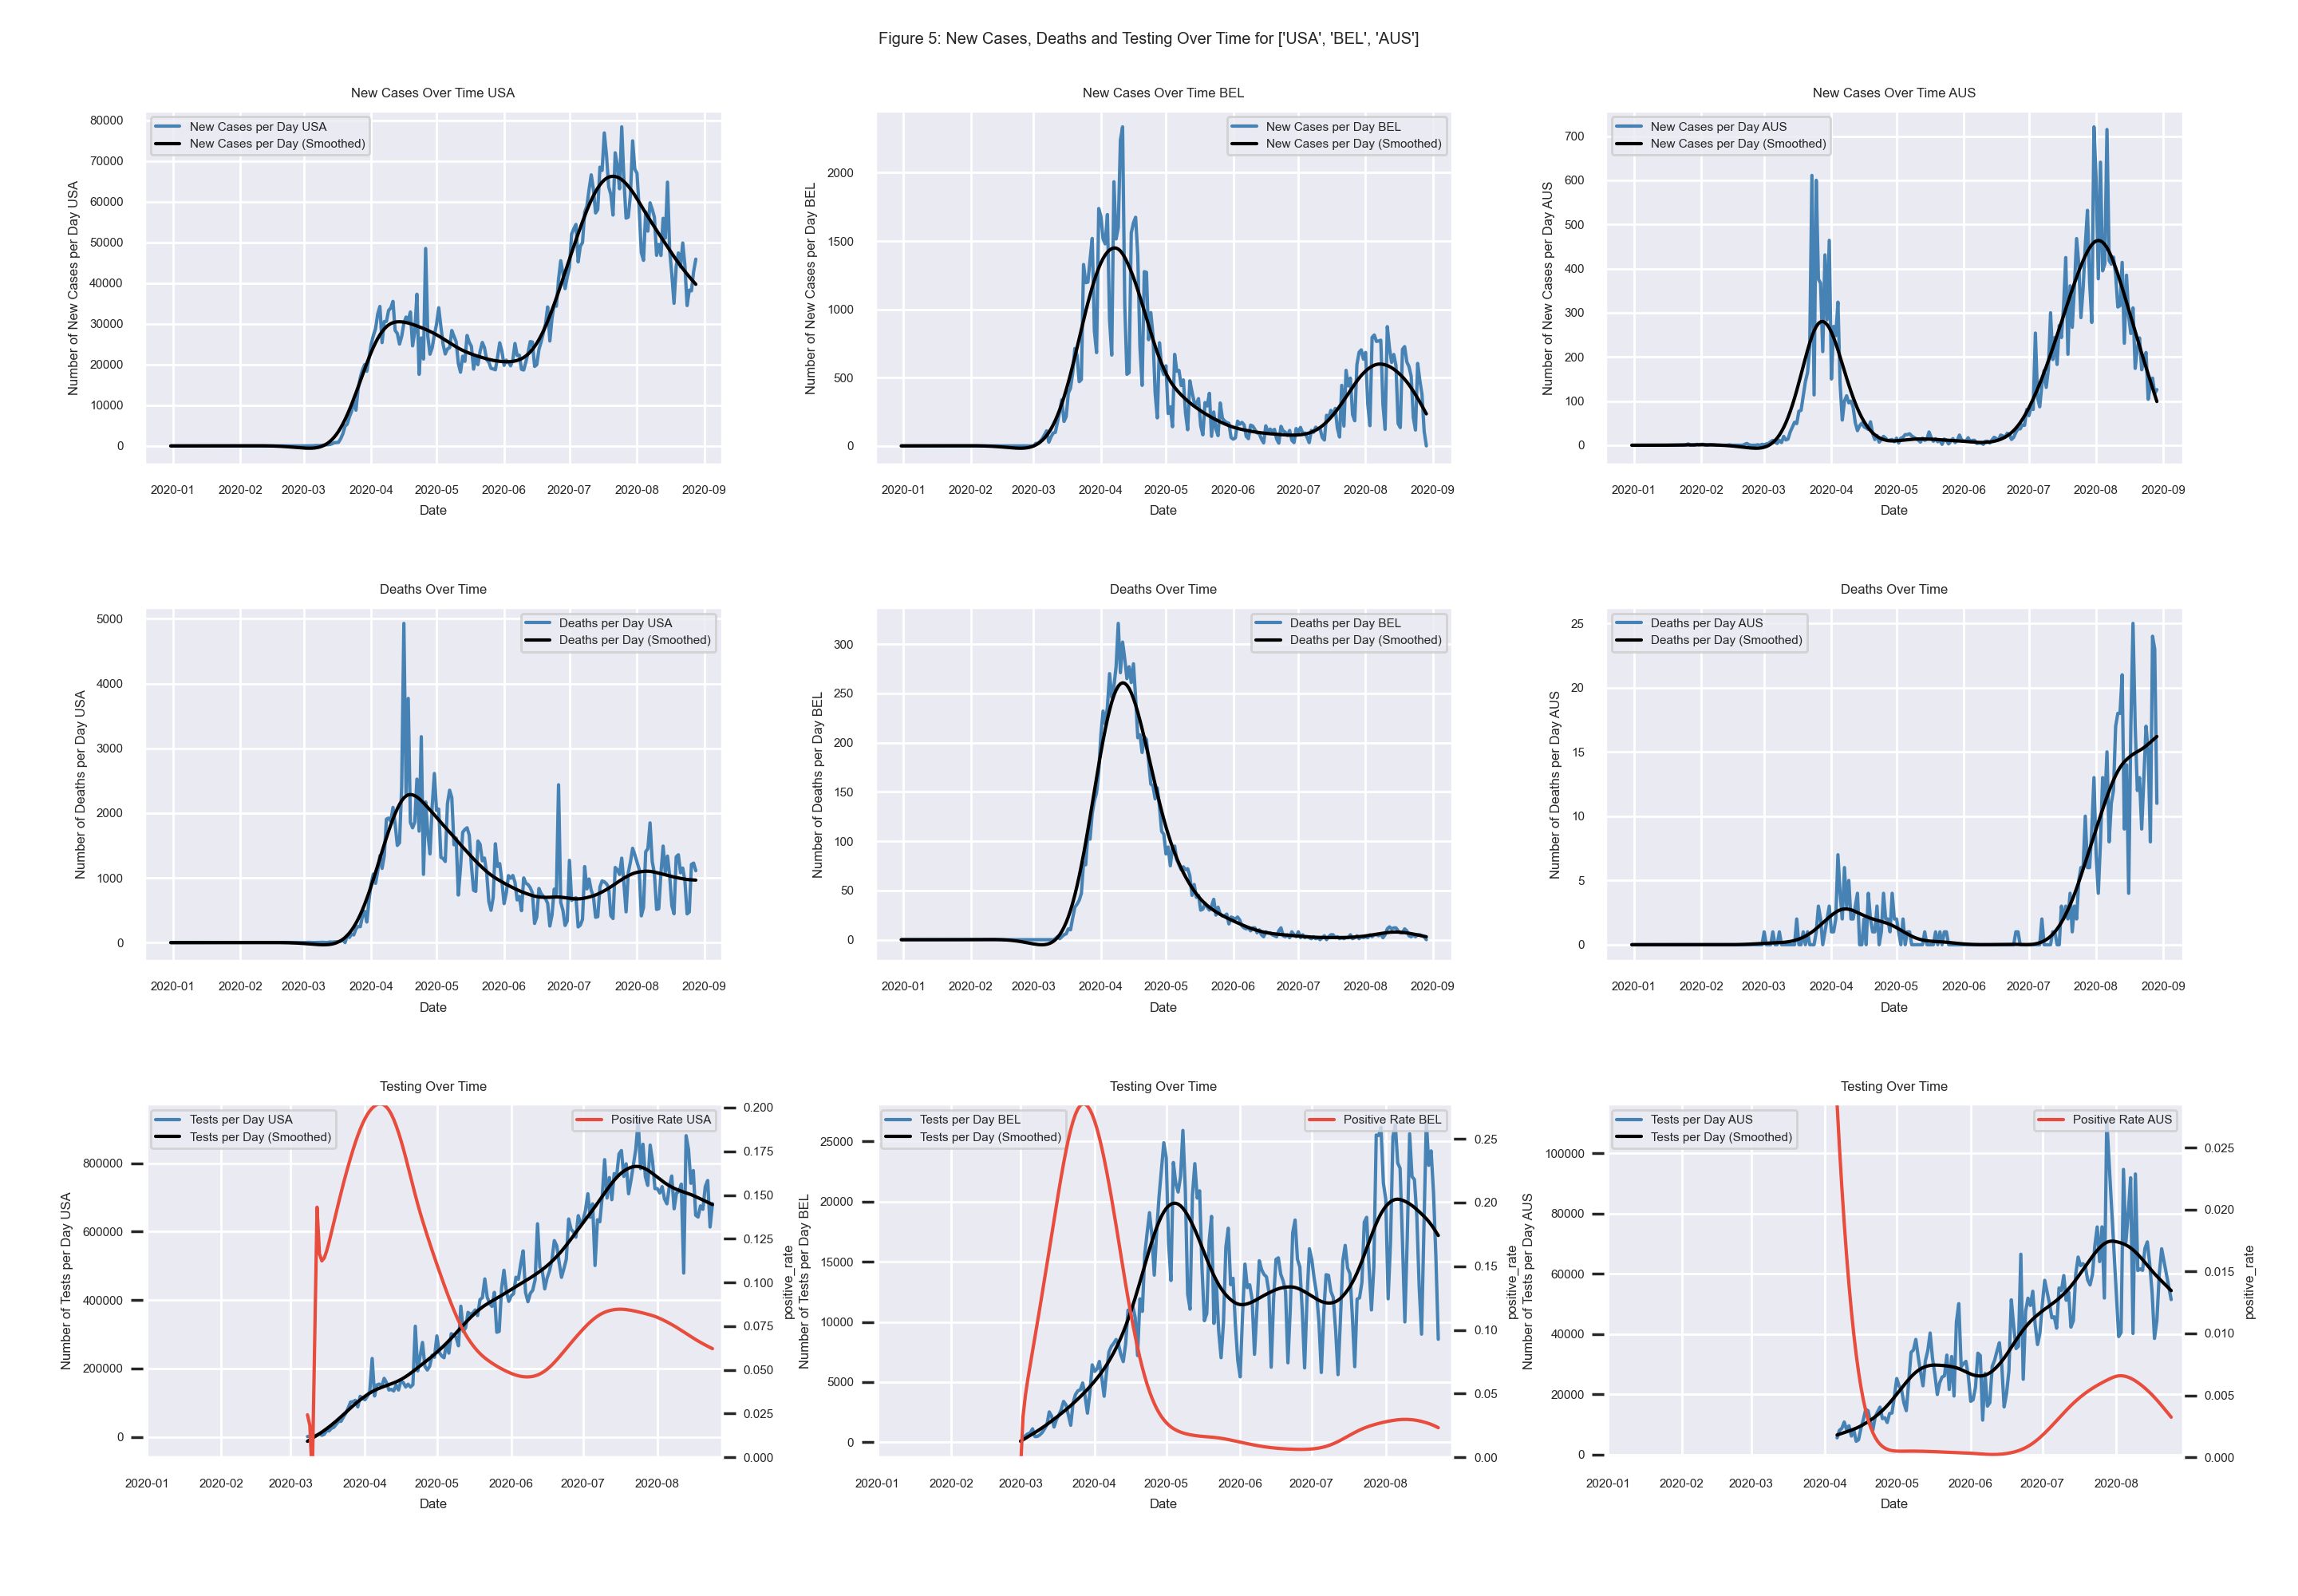 Figure 5: New Cases, Deaths and Testing Over Time for ['USA', 'BEL', 'AUS']
New Cases Over Time USA
New Cases per Day USA
New Cases per Day (Smoothed)
Number of New Cases per Day USA
80000
70000
60000
50000
40000
30000
20000
10000
0
2020-01 2020-02 2020-03 2020-04 2020-05 2020-06 2020-07 2020-08 2020-09
Date
New Cases Over Time BEL
New Cases per Day BEL
New Cases per Day (Smoothed)
Number of New Cases per Day BEL
2000
1500
1000
500
0
2020-01 2020-02 2020-03 2020-04 2020-05 2020-06 2020-07 2020-08 2020-09
Date
New Cases Over Time AUS
New Cases per Day AUS
New Cases per Day (Smoothed)
Number of New Cases per Day AUS
700
600
500
400
300
200
100
0
2020-01 2020-02 2020-03 2020-04 2020-05 2020-06 2020-07 2020-08 2020-09
Date
Deaths Over Time
Deaths per Day USA
Deaths per Day (Smoothed)
Number of Deaths per Day USA
5000
4000
3000
2000
1000
0
2020-01 2020-02 2020-03 2020-04 2020-05 2020-06 2020-07 2020-08 2020-09
Date
Deaths Over Time
Deaths per Day BEL
Deaths per Day (Smoothed)
Number of Deaths per Day BEL
300
250
200
150
100
50
0
2020-01 2020-02 2020-03 2020-04 2020-05 2020-06 2020-07 2020-08 2020-09
Date
Deaths Over Time
Deaths per Day AUS
Deaths per Day (Smoothed)
Number of Deaths per Day AUS
25
20
15
10
5
0
2020-01 2020-02 2020-03 2020-04 2020-05 2020-06 2020-07 2020-08 2020-09
Date
Testing Over Time
Tests per Day USA
Tests per Day (Smoothed)
Positive Rate USA
Number of Tests per Day USA
800000
600000
400000
200000
0
0.200
0.175
0.150
0.125
0.100
0.075
0.050
0.025
0.000
positive_rate
2020-01 2020-02 2020-03 2020-04 2020-05 2020-06 2020-07 2020-08
Date
Testing Over Time
Tests per Day BEL
Tests per Day (Smoothed)
Positive Rate BEL
Number of Tests per Day BEL
25000
20000
15000
10000
5000
0
0.25
0.20
0.15
0.10
0.05
0.00
positive_rate
2020-01 2020-02 2020-03 2020-04 2020-05 2020-06 2020-07 2020-08
Date
Testing Over Time
Tests per Day AUS
Tests per Day (Smoothed)
Positive Rate AUS
Number of Tests per Day AUS
100000
80000
60000
40000
20000
0
0.025
0.020
0.015
0.010
0.005
0.000
positive_rate
2020-01 2020-02 2020-03 2020-04 2020-05 2020-06 2020-07 2020-08
Date